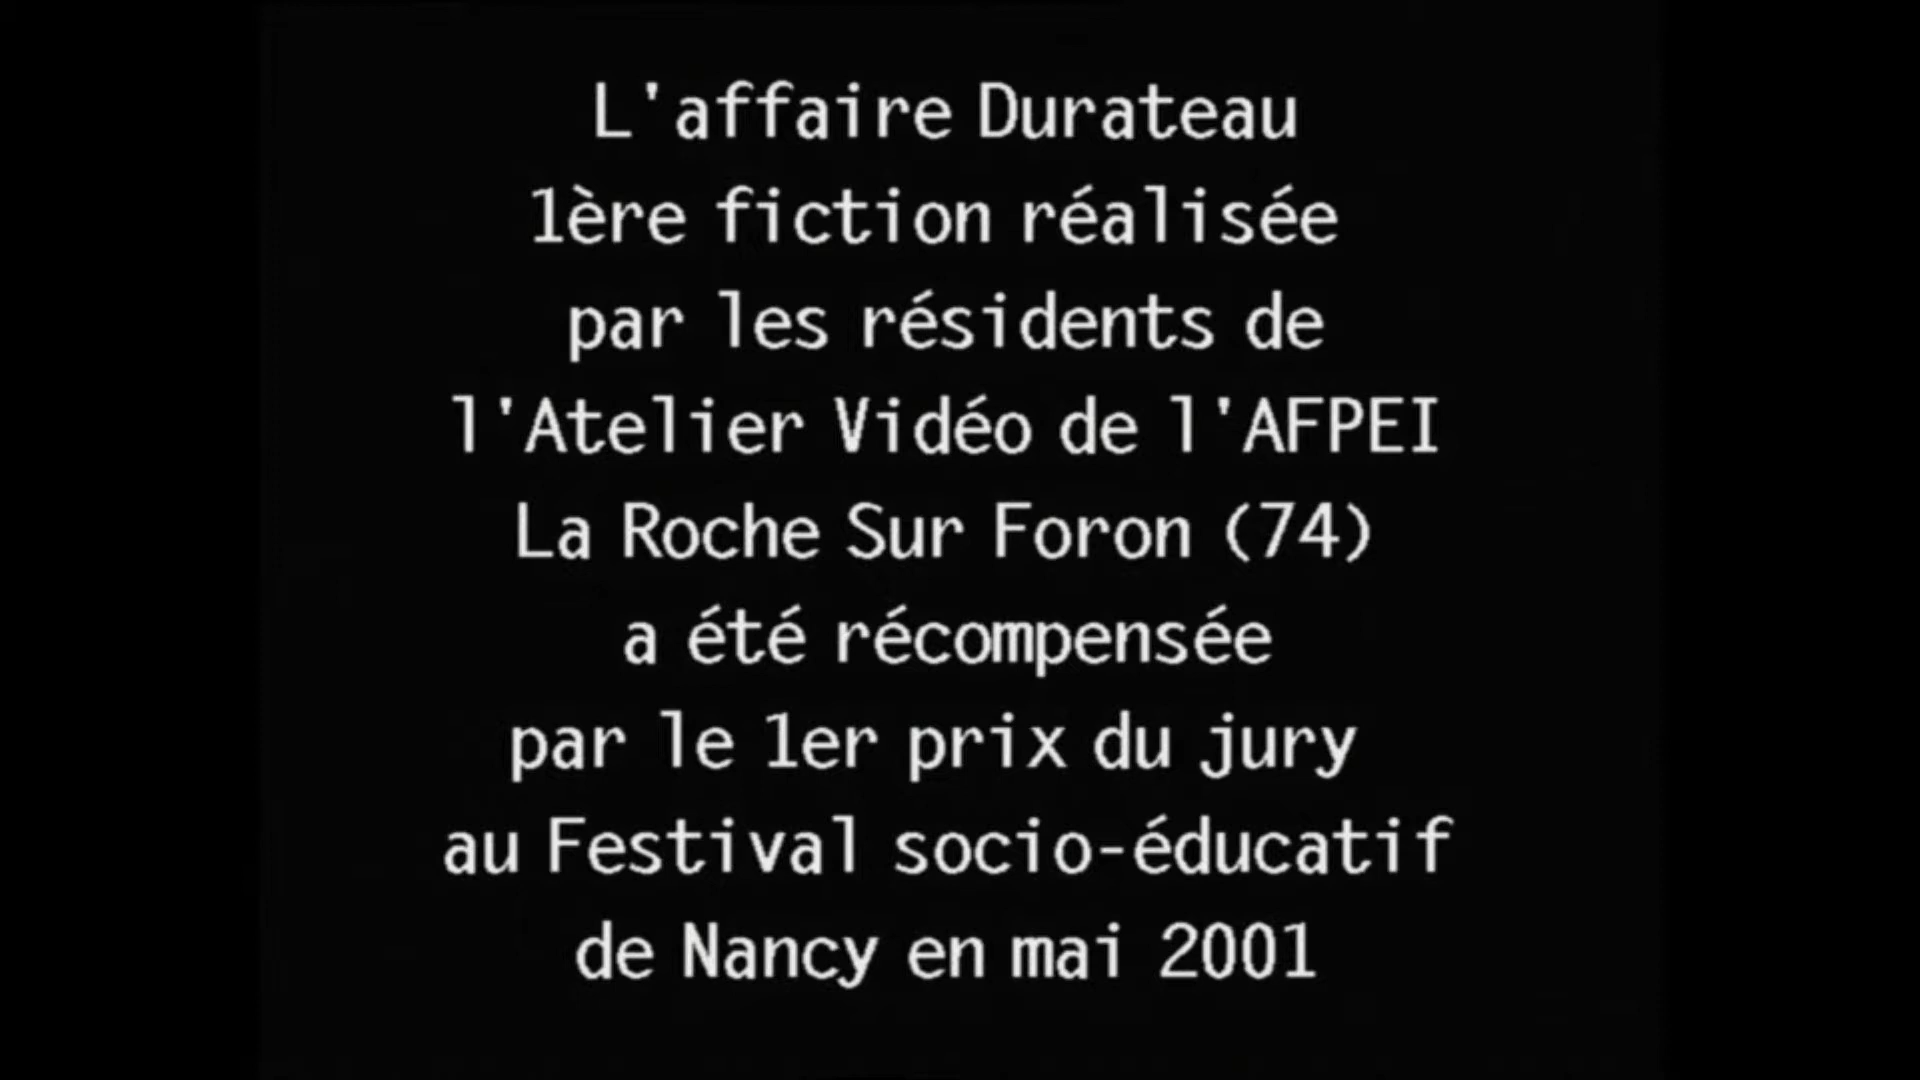 L'affaire Durateau
1ère fiction réalisée
par les résidents de
l'Atelier Vidéo de l'AFPEI
La Roche Sur Foron (74)
a été récompensée
par le 1er prix du jury
au Festival socio-éducatif
de Nancy en mai 2001